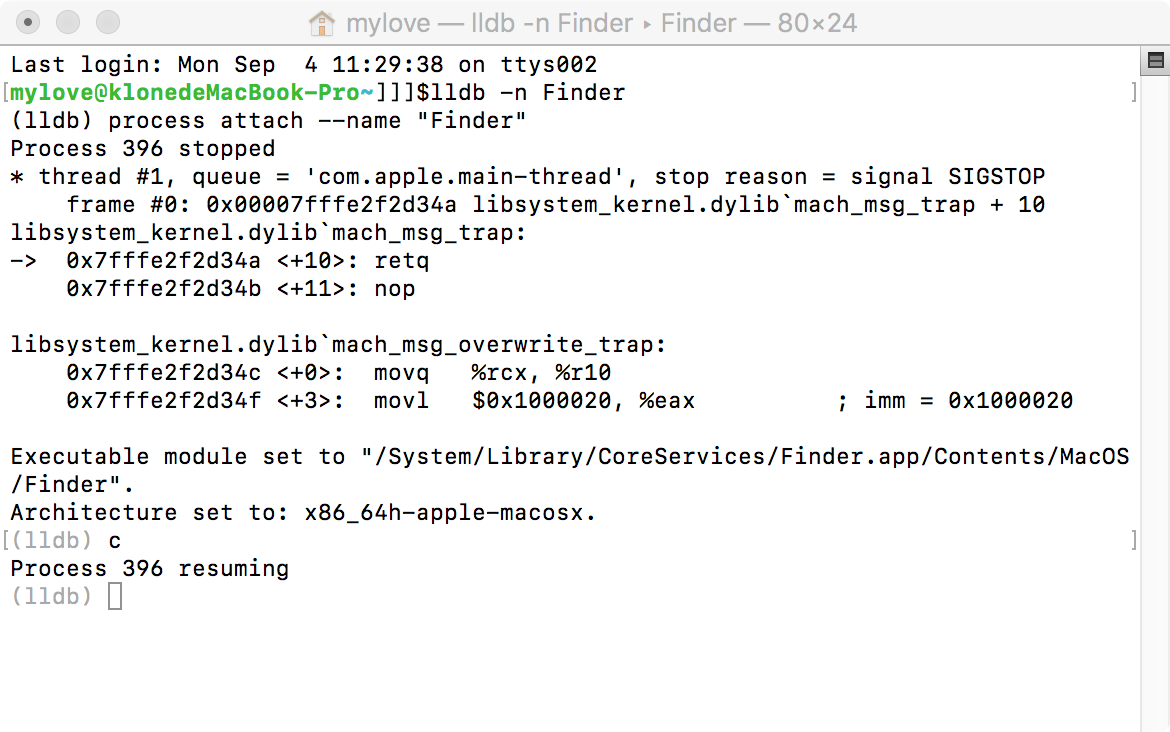 mylove — lldb -n Finder ▸ Finder — 80×24
Last login: Mon Sep  4 11:29:38 on ttys002
[mylove@klonedeMacBook-Pro~]]]$lldb -n Finder ]
(lldb) process attach --name "Finder"
Process 396 stopped
* thread #1, queue = 'com.apple.main-thread', stop reason = signal SIGSTOP
    frame #0: 0x00007fffe2f2d34a libsystem_kernel.dylib`mach_msg_trap + 10
libsystem_kernel.dylib`mach_msg_trap:
->  0x7fffe2f2d34a <+10>: retq
    0x7fffe2f2d34b <+11>: nop
libsystem_kernel.dylib`mach_msg_overwrite_trap:
    0x7fffe2f2d34c <+0>:  movq   %rcx, %r10
    0x7fffe2f2d34f <+3>:  movl   $0x1000020, %eax          ; imm = 0x1000020
Executable module set to "/System/Library/CoreServices/Finder.app/Contents/MacOS
/Finder".
Architecture set to: x86_64h-apple-macosx.
[(lldb) c ]
Process 396 resuming
(lldb)